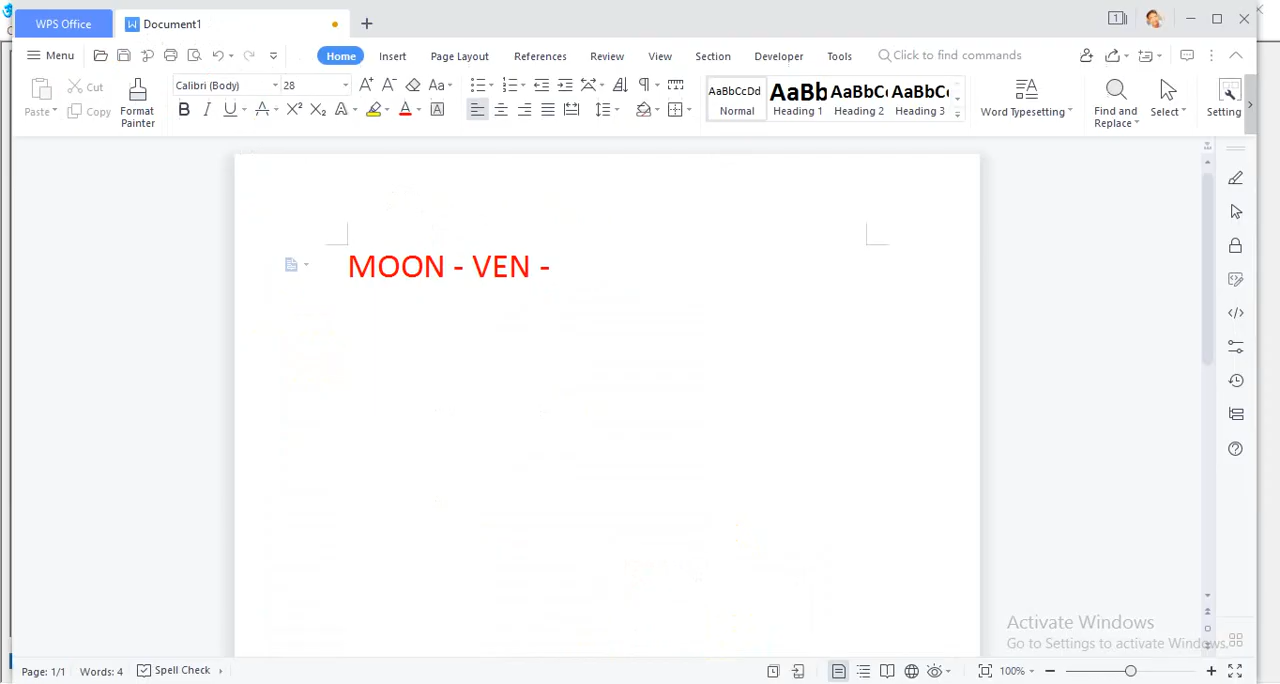 WPS Office
Document1
1
Menu
Home
Insert
Page Layout
References
Review
View
Section
Developer
Tools
Click to find commands
Paste
Cut
Copy
Format
Painter
Calibri (Body)
28
AaBbCcDd
Normal
AaBb
Heading 1
AaBbC
Heading 2
AaBbC
Heading 3
Word Typesetting
Find and
Replace
Select
Setting
MOON - VEN -
Activate Windows
Go to Settings to activate Windows.
Page: 1/1
Words: 4
Spell Check
100%